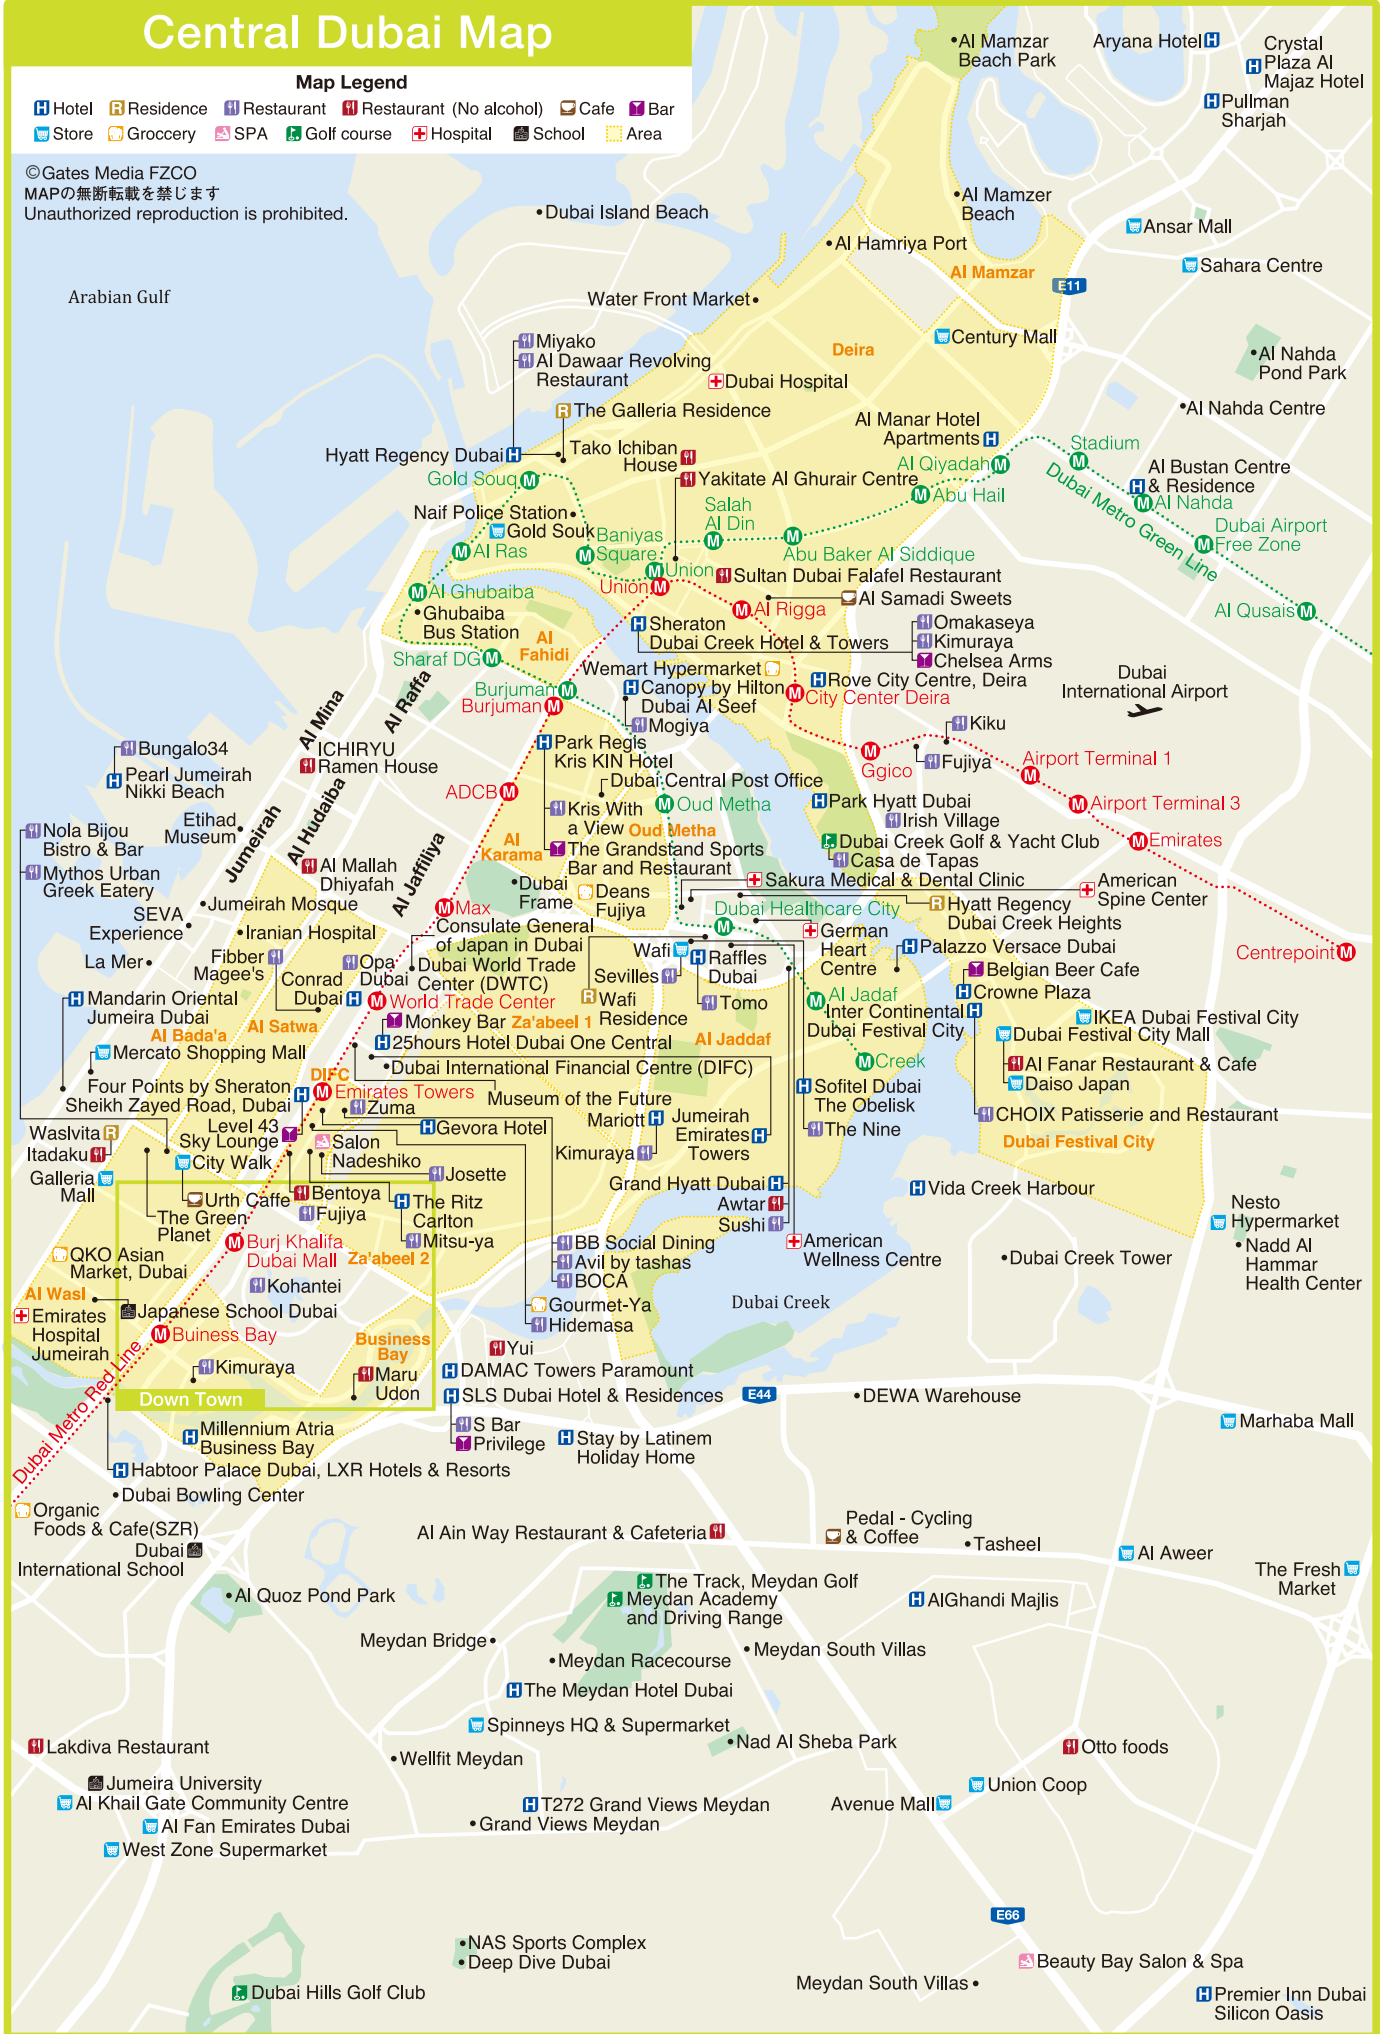 Central Dubai Map
Map Legend
Hotel
Residence
Restaurant
Restaurant (No alcohol)
Cafe
Bar
Store
Groccery
SPA
Golf course
Hospital
School
Area
©Gates Media FZCO
MAPの無断転載を禁じます
Unauthorized reproduction is prohibited.
Al Mamzar
Beach Park
Aryana Hotel
Crystal
Plaza Al
Majaz Hotel
Pullman
Sharjah
Al Mamzer
Beach
Dubai Island Beach
Ansar Mall
Al Hamriya Port
Sahara Centre
Al Mamzar
E11
Arabian Gulf
Water Front Market
Century Mall
Miyako
Al Dawaar Revolving
Restaurant
Deira
Al Nahda
Pond Park
Dubai Hospital
The Galleria Residence
Al Nahda Centre
Al Manar Hotel
Apartments
Hyatt Regency Dubai
Tako Ichiban
House
Stadium
Al Qiyadah
Al Bustan Centre
& Residence
Gold Souq
Yakitate Al Ghurair Centre
Abu Hail
Al Nahda
Dubai Metro Green Line
Naif Police Station
Gold Souk
Salah
Al Din
Baniyas
Square
Dubai Airport
Free Zone
Al Ras
Abu Baker Al Siddique
Union
Union
Sultan Dubai Falafel Restaurant
Al Ghubaiba
Al Samadi Sweets
Al Rigga
Al Qusais
Ghubaiba
Bus Station
Sheraton
Dubai Creek Hotel & Towers
Omakaseya
Kimuraya
Chelsea Arms
Al
Fahidi
Sharaf DG
Wemart Hypermarket
Rove City Centre, Deira
Dubai
International Airport
Burjuman
Burjuman
Canopy by Hilton
Dubai Al Seef
City Center Deira
Mogiya
Kiku
Al Mina
Al Raffa
Bungalo34
ICHIRYU
Ramen House
Park Regis
Kris KIN Hotel
Ggico
Fujiya
Airport Terminal 1
Pearl Jumeirah
Nikki Beach
Dubai Central Post Office
ADCB
Oud Metha
Park Hyatt Dubai
Airport Terminal 3
Al Hudaiba
Jumeirah
Etihad
Museum
Kris With
a View
Oud Metha
Irish Village
Nola Bijou
Bistro & Bar
Al
Karama
The Grandstand Sports
Bar and Restaurant
Dubai Creek Golf & Yacht Club
Casa de Tapas
Emirates
Mythos Urban
Greek Eatery
Al Mallah
Dhiyafah
Al Jaffiliya
Dubai
Frame
Deans
Fujiya
Sakura Medical & Dental Clinic
American
Spine Center
Jumeirah Mosque
Max
Hyatt Regency
Dubai Creek Heights
SEVA
Experience
Iranian Hospital
Consulate General
of Japan in Dubai
Dubai Healthcare City
German
Heart
Centre
Palazzo Versace Dubai
Centrepoint
La Mer
Fibber
Magee's
Opa
Dubai
Dubai World Trade
Center (DWTC)
Wafi
Raffles
Dubai
Belgian Beer Cafe
Conrad
Dubai
Sevilles
Crowne Plaza
Mandarin Oriental
Jumeira Dubai
World Trade Center
Wafi
Residence
Tomo
Al Jadaf
Inter Continental
Dubai Festival City
IKEA Dubai Festival City
Al Bada'a
Al Satwa
Monkey Bar
Za'abeel 1
Al Jaddaf
Dubai Festival City Mall
25hours Hotel Dubai One Central
Mercato Shopping Mall
Dubai International Financial Centre (DIFC)
Creek
Al Fanar Restaurant & Cafe
Daiso Japan
Four Points by Sheraton
Sheikh Zayed Road, Dubai
DIFC
Emirates Towers
Museum of the Future
Sofitel Dubai
The Obelisk
CHOIX Patisserie and Restaurant
Zuma
Level 43
Sky Lounge
Gevora Hotel
Mariott
Jumeirah
Emirates
Towers
The Nine
Dubai Festival City
Waslvita
Itadaku
Salon
Nadeshiko
Kimuraya
City Walk
Josette
Galleria
Mall
Grand Hyatt Dubai
Vida Creek Harbour
Urth Caffe
Bentoya
The Ritz
Carlton
Awtar
Nesto
Hypermarket
The Green
Planet
Fujiya
Sushi
Burj Khalifa
Dubai Mall
Mitsu-ya
BB Social Dining
American
Wellness Centre
Nadd Al
Hammar
Health Center
QKO Asian
Market, Dubai
Za'abeel 2
Avil by tashas
Dubai Creek Tower
Kohantei
BOCA
Al Wasl
Japanese School Dubai
Gourmet-Ya
Dubai Creek
Emirates
Hospital
Jumeirah
Buiness Bay
Hidemasa
Business
Bay
Yui
Kimuraya
Maru
Udon
DAMAC Towers Paramount
Down Town
SLS Dubai Hotel & Residences
E44
DEWA Warehouse
Dubai Metro Red Line
Millennium Atria
Business Bay
S Bar
Privilege
Stay by Latinem
Holiday Home
Marhaba Mall
Habtoor Palace Dubai, LXR Hotels & Resorts
Dubai Bowling Center
Organic
Foods & Cafe(SZR)
Al Ain Way Restaurant & Cafeteria
Pedal - Cycling
& Coffee
Tasheel
Dubai
International School
Al Aweer
The Fresh
Market
Al Quoz Pond Park
The Track, Meydan Golf
Meydan Academy
and Driving Range
AlGhandi Majlis
Meydan Bridge
Meydan South Villas
Meydan Racecourse
The Meydan Hotel Dubai
Spinneys HQ & Supermarket
Nad Al Sheba Park
Lakdiva Restaurant
Wellfit Meydan
Otto foods
Jumeira University
Union Coop
Al Khail Gate Community Centre
T272 Grand Views Meydan
Avenue Mall
Al Fan Emirates Dubai
Grand Views Meydan
West Zone Supermarket
E66
NAS Sports Complex
Deep Dive Dubai
Beauty Bay Salon & Spa
Meydan South Villas
Dubai Hills Golf Club
Premier Inn Dubai
Silicon Oasis